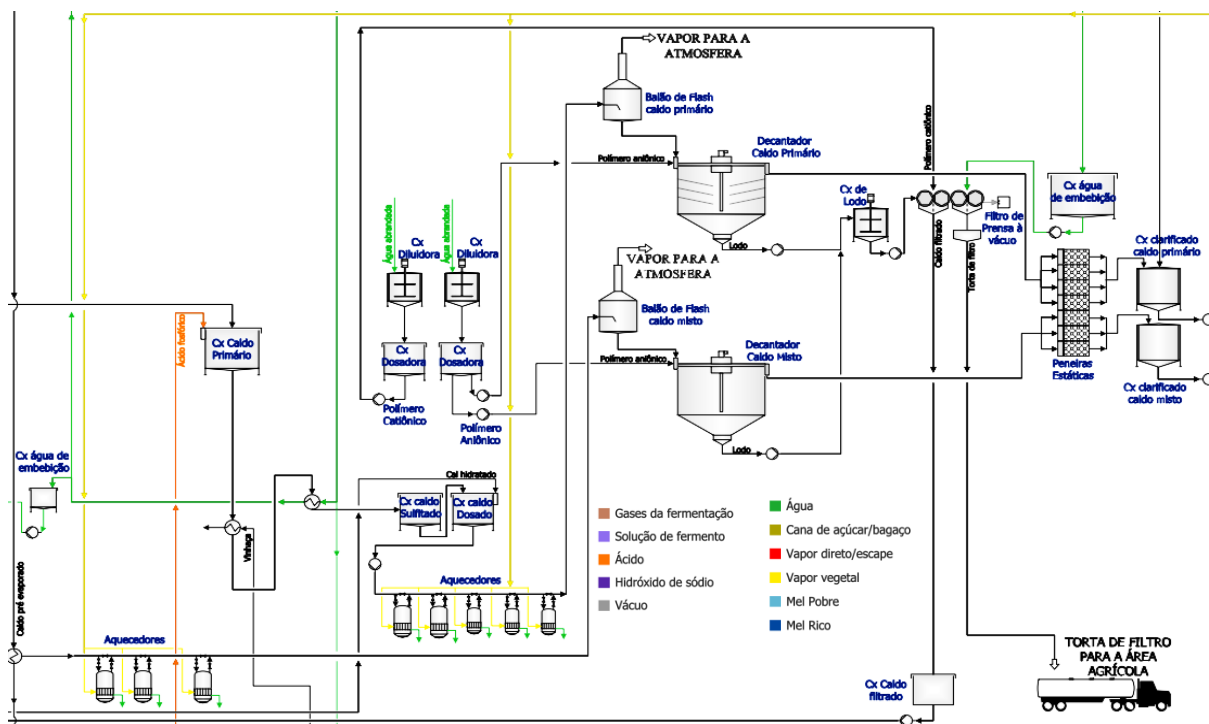 VAPOR PARA A
ATMOSFERA
Balão de Flash
caldo primário
Polímero catiônico
Polímero aniônico
Decantador
Caldo Primário
Cx de
Lodo
Cx água
de embebição
Filtro de
Prensa à
vácuo
Água abrandada
Cx
Diluidora
Água abrandada
Cx
Diluidora
Lodo
Caldo filtrado
Torta de filtro
Cx clarificado
caldo primário
VAPOR PARA A
ATMOSFERA
Balão de Flash
caldo misto
Ácido fosfórico
Cx Caldo
Primário
Cx
Dosadora
Cx
Dosadora
Polímero aniônico
Decantador
Caldo Misto
Peneiras
Estáticas
Cx clarificado
caldo misto
Polímero
Catiônico
Polímero
Aniônico
Lodo
Cx água de
embebição
Cal hidratado
Cx caldo
Sulfitado
Cx caldo
Dosado
Vinhaça
Caldo pré evaporado
Aquecedores
Aquecedores
Gases da fermentação
Solução de fermento
Ácido
Hidróxido de sódio
Vácuo
Água
Cana de açúcar/bagaço
Vapor direto/escape
Vapor vegetal
Mel Pobre
Mel Rico
Cx Caldo
filtrado
TORTA DE FILTRO
PARA A ÁREA
AGRÍCOLA